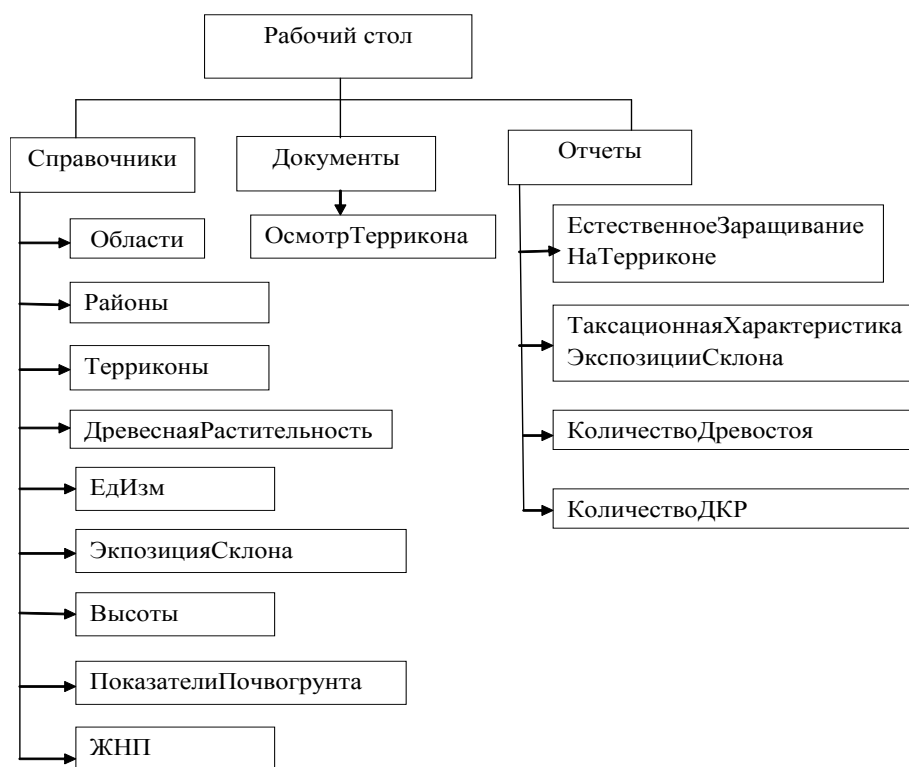 Рабочий стол
Справочники
Документы
Отчеты
Области
Районы
Терриконы
ДревеснаяРастительность
ЕдИзм
ЭкпозицияСклона
Высоты
ПоказателиПочвогрунта
ЖНП
ОсмотрТеррикона
ЕстественноеЗаращивание
НаТерриконе
ТаксационнаяХарактеристика
ЭкспозицииСклона
КоличествоДревостоя
КоличествоДКР